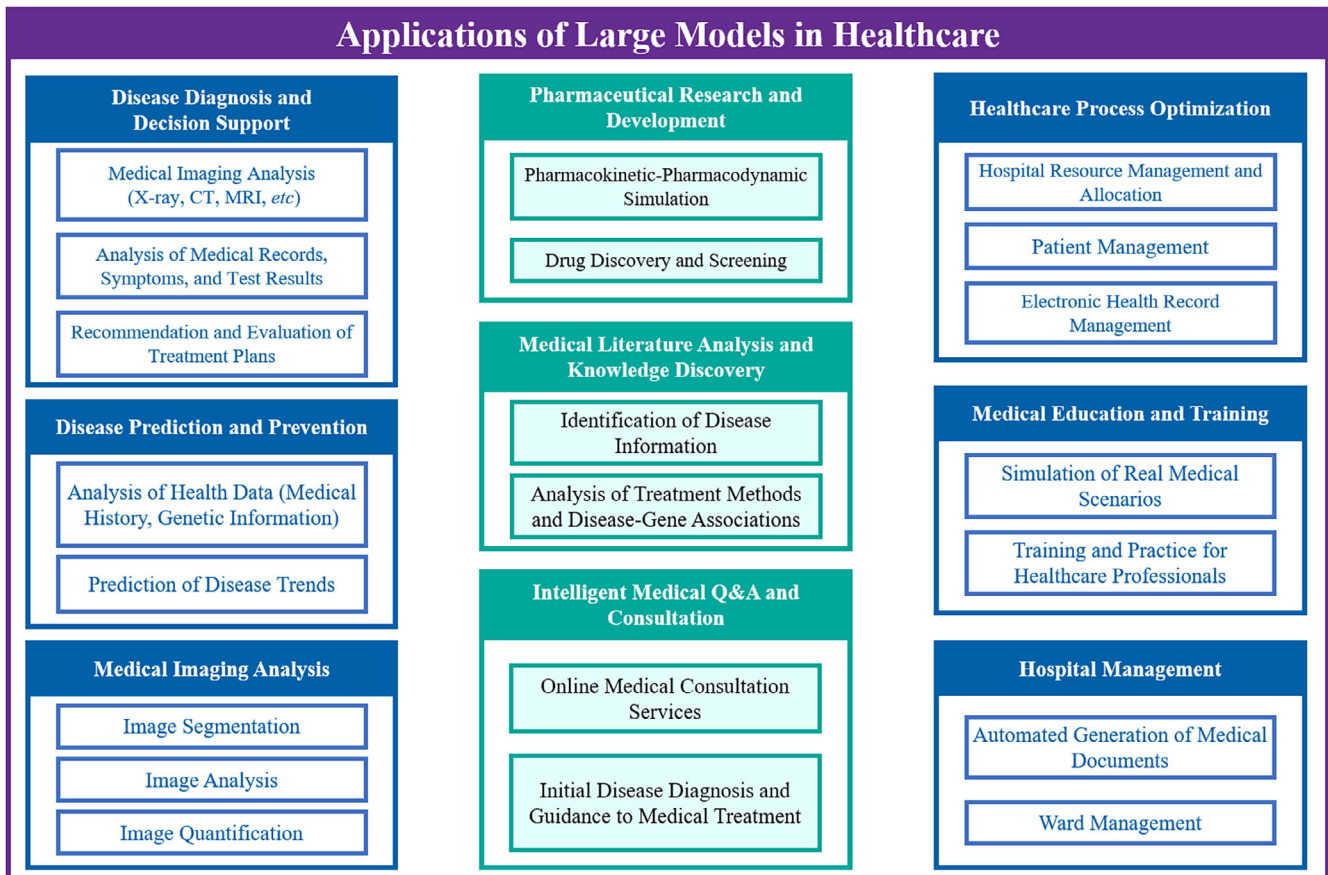 Applications of Large Models in Healthcare
Disease Diagnosis and
Decision Support
Medical Imaging Analysis
(X-ray, CT, MRI, etc)
Analysis of Medical Records,
Symptoms, and Test Results
Recommendation and Evaluation of
Treatment Plans
Disease Prediction and Prevention
Analysis of Health Data (Medical
History, Genetic Information)
Prediction of Disease Trends
Medical Imaging Analysis
Image Segmentation
Image Analysis
Image Quantification
Pharmaceutical Research and
Development
Pharmacokinetic-Pharmacodynamic
Simulation
Drug Discovery and Screening
Medical Literature Analysis and
Knowledge Discovery
Identification of Disease
Information
Analysis of Treatment Methods
and Disease-Gene Associations
Intelligent Medical Q&A and
Consultation
Online Medical Consultation
Services
Initial Disease Diagnosis and
Guidance to Medical Treatment
Healthcare Process Optimization
Hospital Resource Management and
Allocation
Patient Management
Electronic Health Record
Management
Medical Education and Training
Simulation of Real Medical
Scenarios
Training and Practice for
Healthcare Professionals
Hospital Management
Automated Generation of Medical
Documents
Ward Management